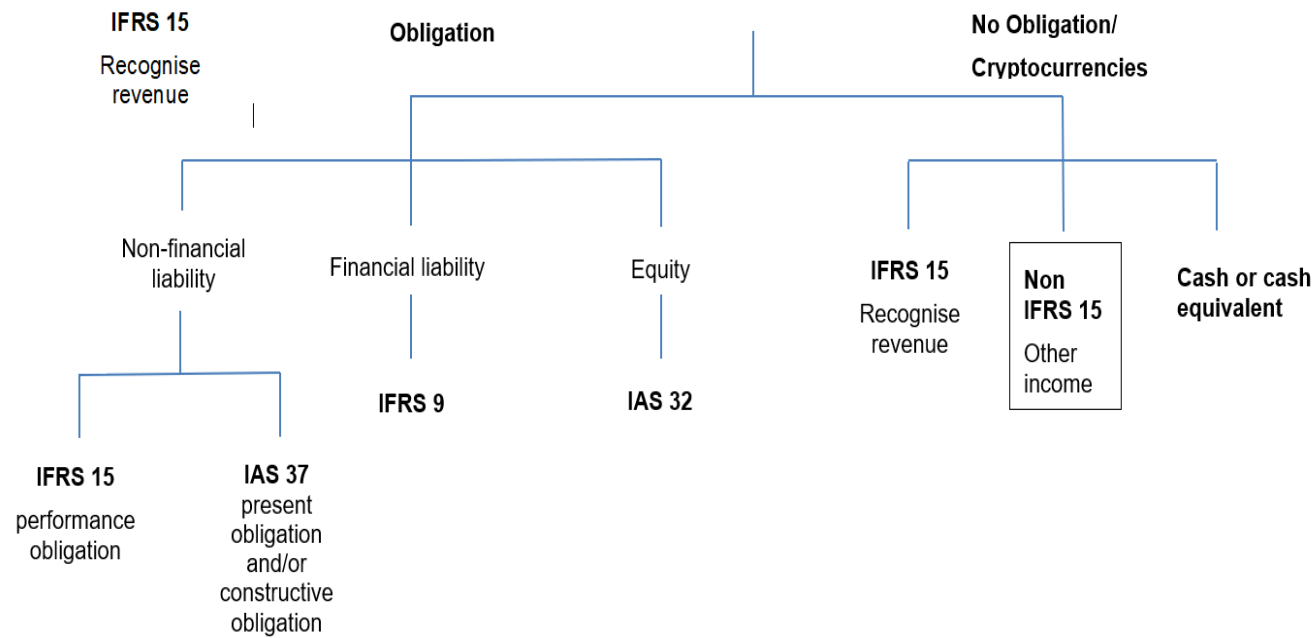 IFRS 15
Recognise
revenue
Obligation
No Obligation/
Cryptocurrencies
Non-financial
liability
Financial liability
Equity
IFRS 15
Recognise
revenue
Non
IFRS 15
Other
income
Cash or cash
equivalent
IFRS 9
IAS 32
IFRS 15
performance
obligation
IAS 37
present
obligation
and/or
constructive
obligation